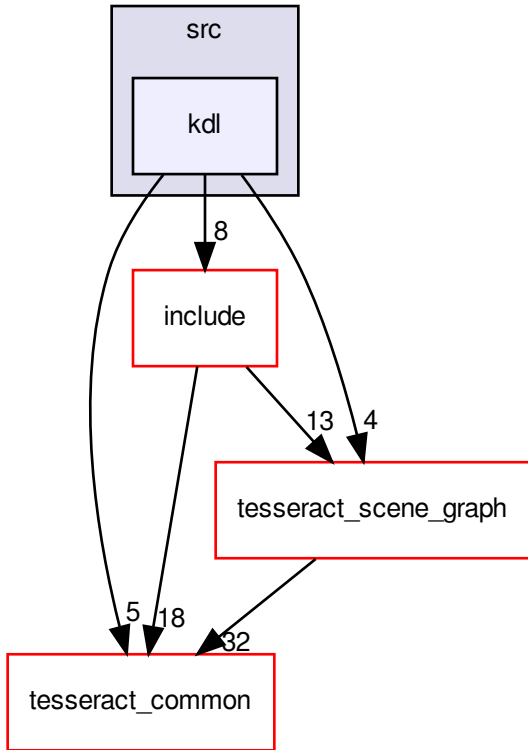 src
kdl
8
include
13
4
tesseract_scene_graph
5
18
32
tesseract_common